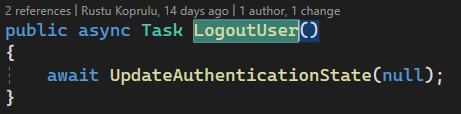 2 references | Rustu Koprulu, 14 days ago | 1 author, 1 change
public async Task LogoutUser()
{
    await UpdateAuthenticationState(null);
}